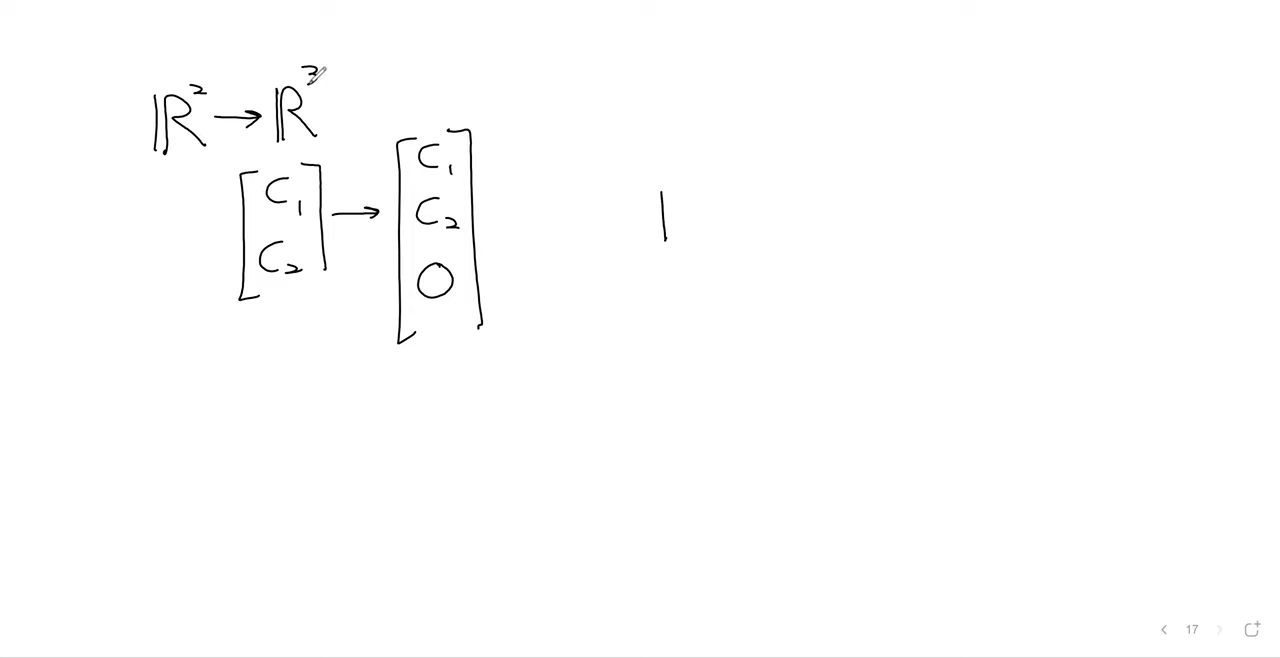 ℝ² → ℝ³
[C₁ C₂] → [C₁ C₂ 0]
|
17